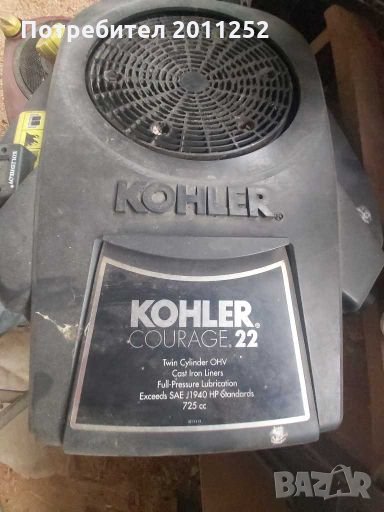 Потребител 2011252
KOHLER®
KOHLER®
COURAGE. 22
Twin Cylinder OHV
Cast Iron Liners
Full-Pressure Lubrication
Exceeds SAE J1940 HP Standards
725 cc
BAZAR